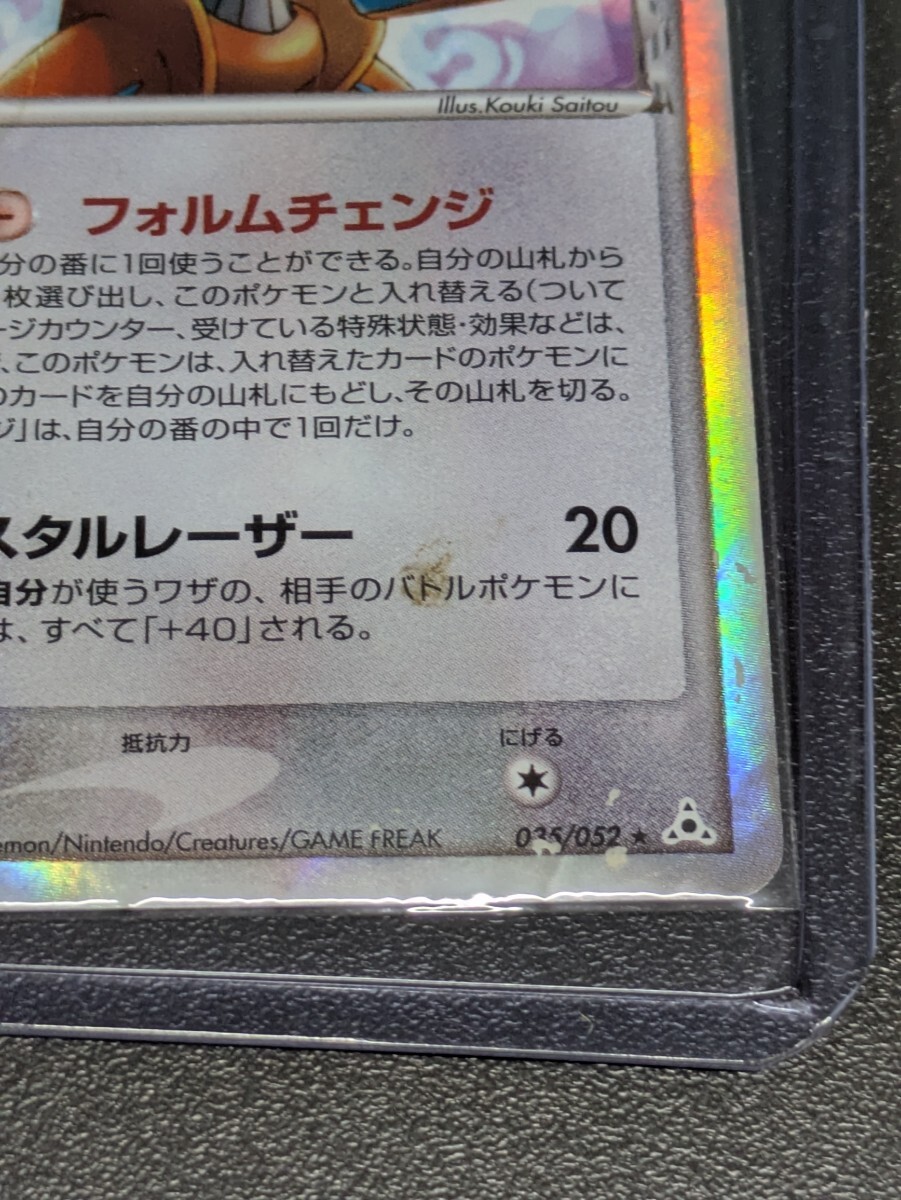 Illus.Kouki Saitou
ー フォルムチェンジ
分の番に1回使うことができる。自分の山札から
枚選び出し、このポケモンと入れ替える(ついて
ージカウンター、受けている特殊状態・効果などは、
、このポケモンは、入れ替えたカードのポケモンに
のカードを自分の山札にもどし、その山札を切る。
ジ」は、自分の番の中で1回だけ。
スタルレーザー 20
自分が使うワザの、相手のバトルポケモンに
は、すべて「+40」される。
抵抗力 にげる
emon/Nintendo/Creatures/GAME FREAK 035/052 ★